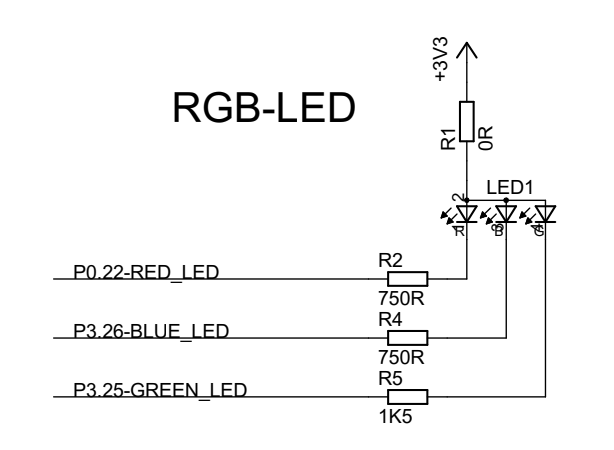 +3V3
RGB-LED
R1
0R
LED1
2
R
B
G
1
3
4
R2
P0.22-RED_LED
750R
R4
P3.26-BLUE_LED
750R
R5
P3.25-GREEN_LED
1K5